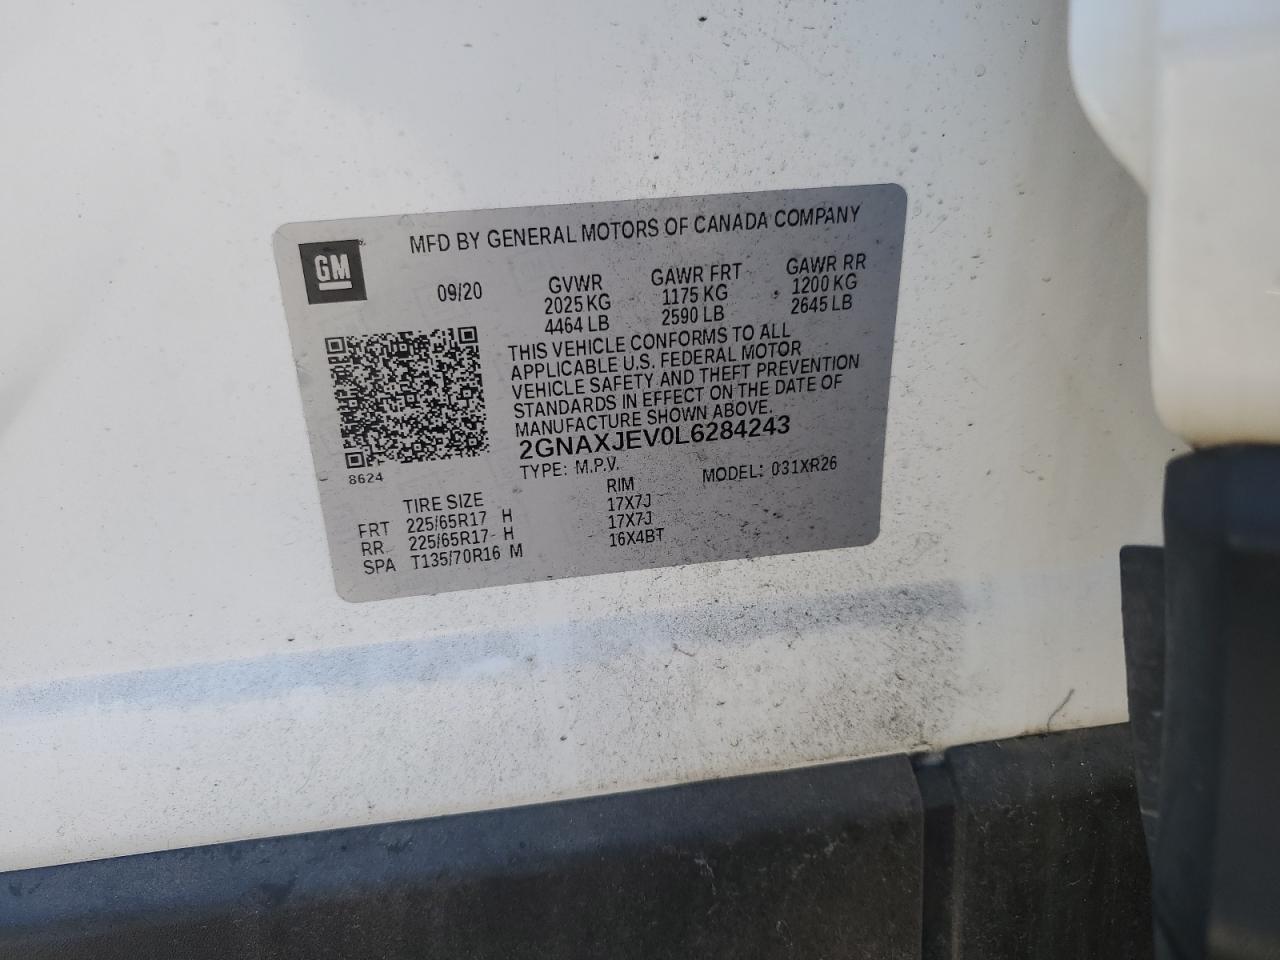 MFD BY GENERAL MOTORS OF CANADA COMPANY
GM
09/20
GVWR GAWR FRT GAWR RR
2025 KG 1175 KG 1200 KG
4464 LB 2590 LB 2645 LB
THIS VEHICLE CONFORMS TO ALL
APPLICABLE U.S. FEDERAL MOTOR
VEHICLE SAFETY AND THEFT PREVENTION
STANDARDS IN EFFECT ON THE DATE OF
MANUFACTURE SHOWN ABOVE.
2GNAXJEV0L6284243
TYPE: M.P.V. MODEL: 031XR26
8624
TIRE SIZE RIM
FRT 225/65R17 H 17X7J
RR 225/65R17 H 17X7J
SPA T135/70R16 M 16X4BT